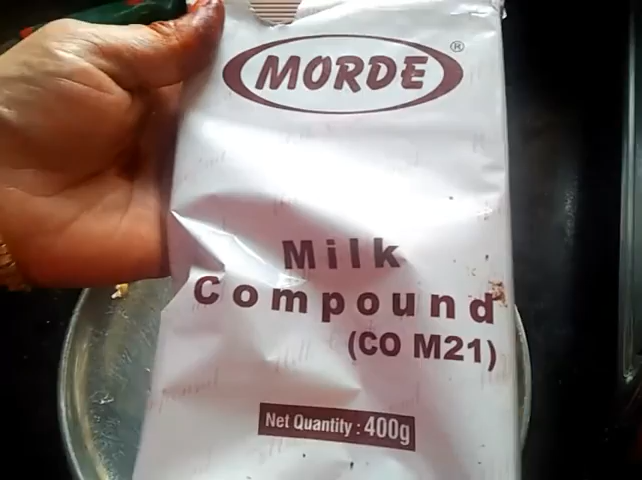 MORDE®
Milk
Compound
(CO M21)
Net Quantity : 400g